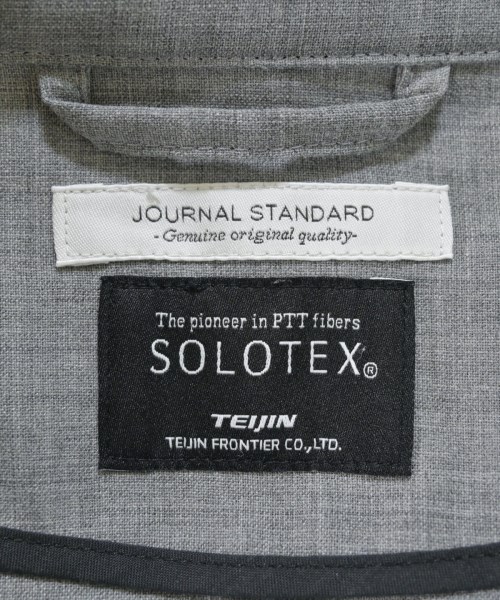 JOURNAL STANDARD
-Genuine original quality-
The pioneer in PTT fibers
SOLOTEX®
TEIJIN
TEIJIN FRONTIER CO.,LTD.